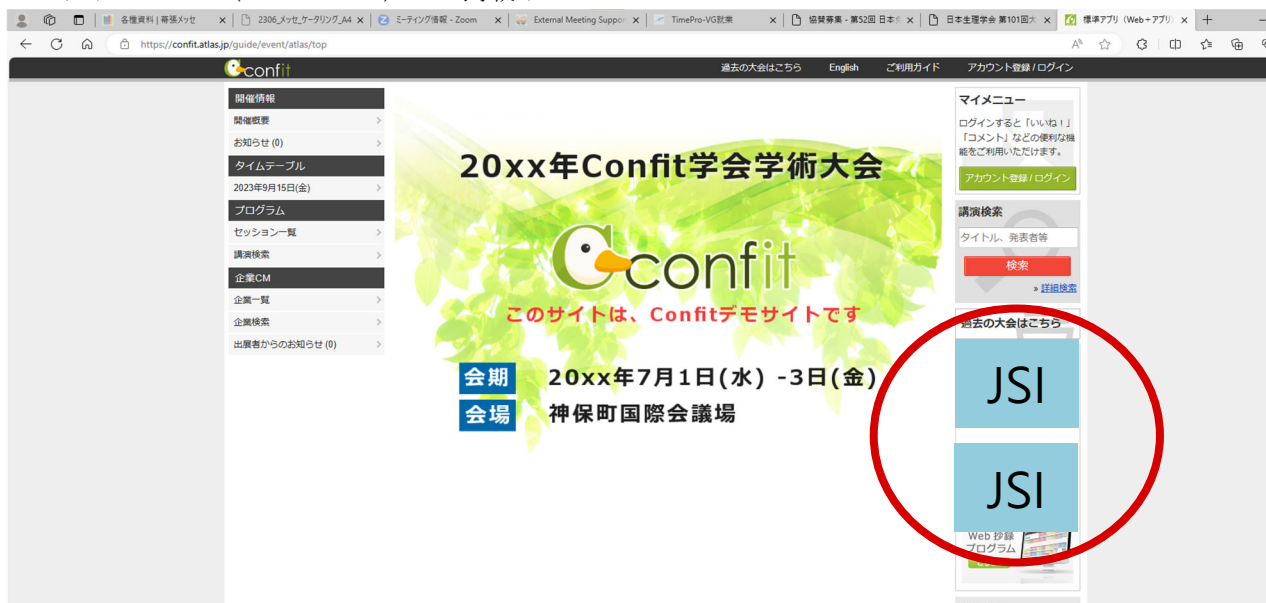 各種資料 | 幕張メッセ
2306_メッセ_ケータリング_A4
ミーティング情報 - Zoom
External Meeting Suppor
TimePro-VG就業
協賛募集 - 第52回 日本
日本生理学会 第101回大
標準アプリ (Web+アプリ)
https://confit.atlas.jp/guide/event/atlas/top
confit
過去の大会はこちら
English
ご利用ガイド
アカウント登録 / ログイン
開催情報
開催概要
お知らせ (0)
タイムテーブル
2023年9月15日(金)
プログラム
セッション一覧
講演検索
企業CM
企業一覧
企業検索
出展者からのお知らせ (0)
20xx年Confit学会学術大会
confit
このサイトは、Confitデモサイトです
会期 20xx年7月1日(水) -3日(金)
会場 神保町国際会議場
マイメニュー
ログインすると「いいね!」
「コメント」などの便利な機
能をご利用いただけます。
アカウント登録 / ログイン
講演検索
タイトル、発表者等
検索
» 詳細検索
過去の大会はこちら
JSI
JSI
Web 抄録
プログラム